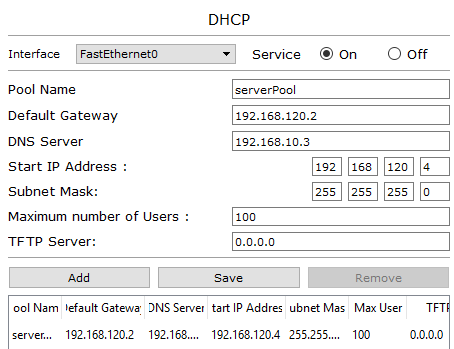 DHCP
Interface FastEthernet0 Service On Off
Pool Name serverPool
Default Gateway 192.168.120.2
DNS Server 192.168.10.3
Start IP Address : 192 168 120 4
Subnet Mask: 255 255 255 0
Maximum number of Users : 100
TFTP Server: 0.0.0.0
Add Save Remove
ool Nam efault Gateway DNS Server tart IP Addres ubnet Mas Max User TFTP
server... 192.168.120.2 192.168.... 192.168.120.4 255.255.... 100 0.0.0.0